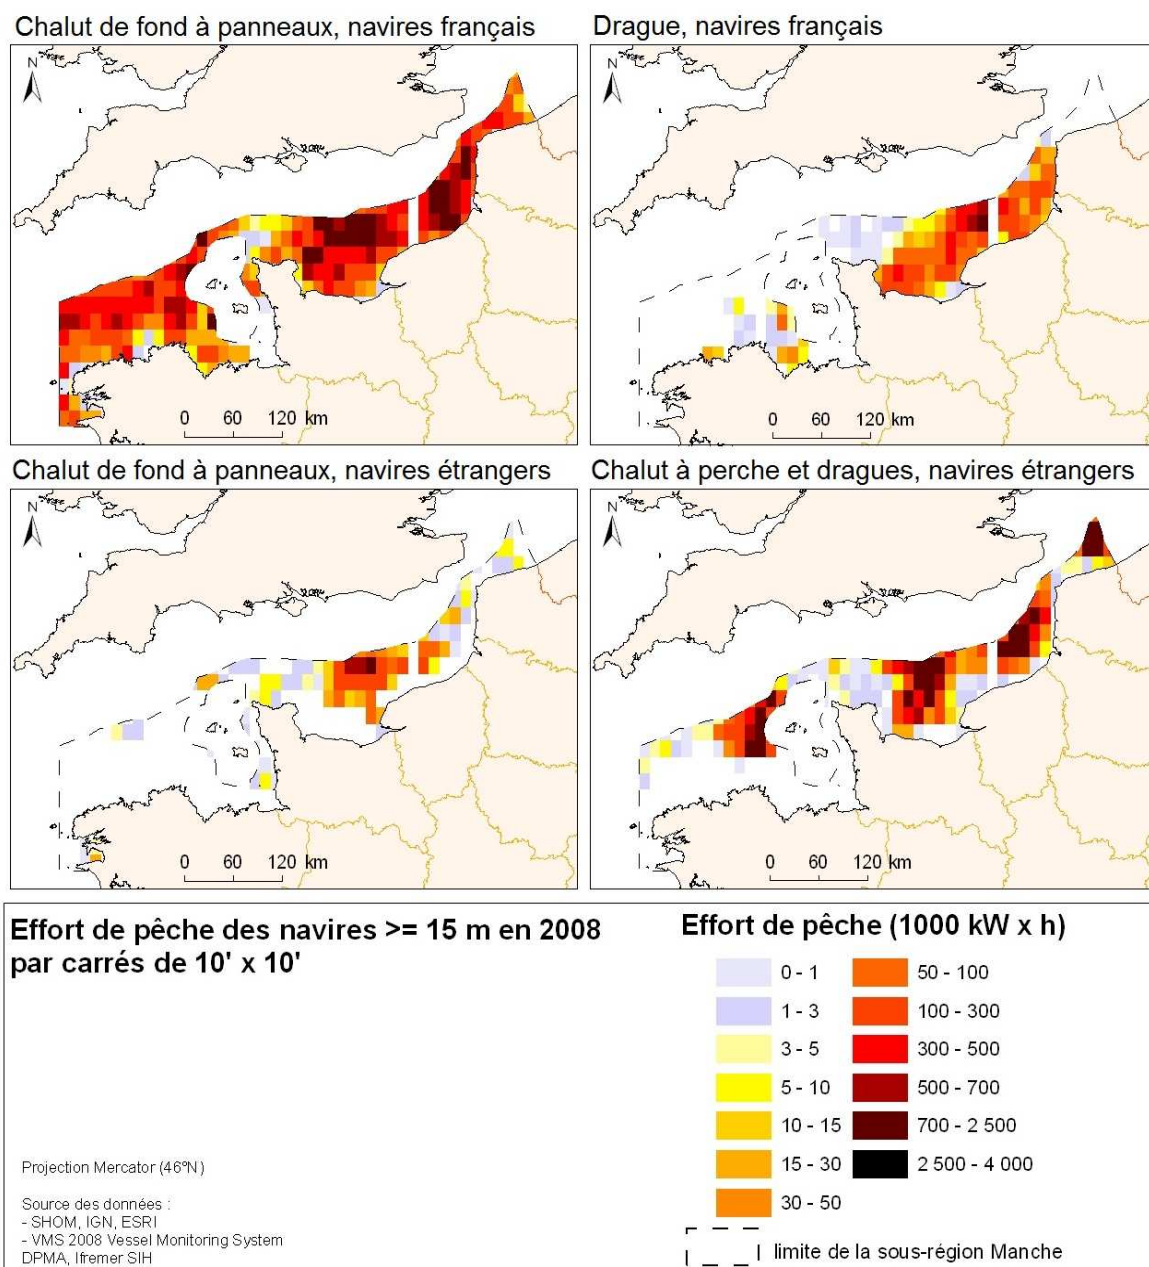 Chalut de fond à panneaux, navires français
Drague, navires français
N
0 60 120 km
N
0 60 120 km
Chalut de fond à panneaux, navires étrangers
Chalut à perche et dragues, navires étrangers
N
0 60 120 km
N
0 60 120 km
Effort de pêche des navires >= 15 m en 2008
par carrés de 10' x 10'
Projection Mercator (46°N)
Source des données :
- SHOM, IGN, ESRI
- VMS 2008 Vessel Monitoring System
DPMA, Ifremer SIH
Effort de pêche (1000 kW x h)
0 - 1
1 - 3
3 - 5
5 - 10
10 - 15
15 - 30
30 - 50
50 - 100
100 - 300
300 - 500
500 - 700
700 - 2 500
2 500 - 4 000
limite de la sous-région Manche